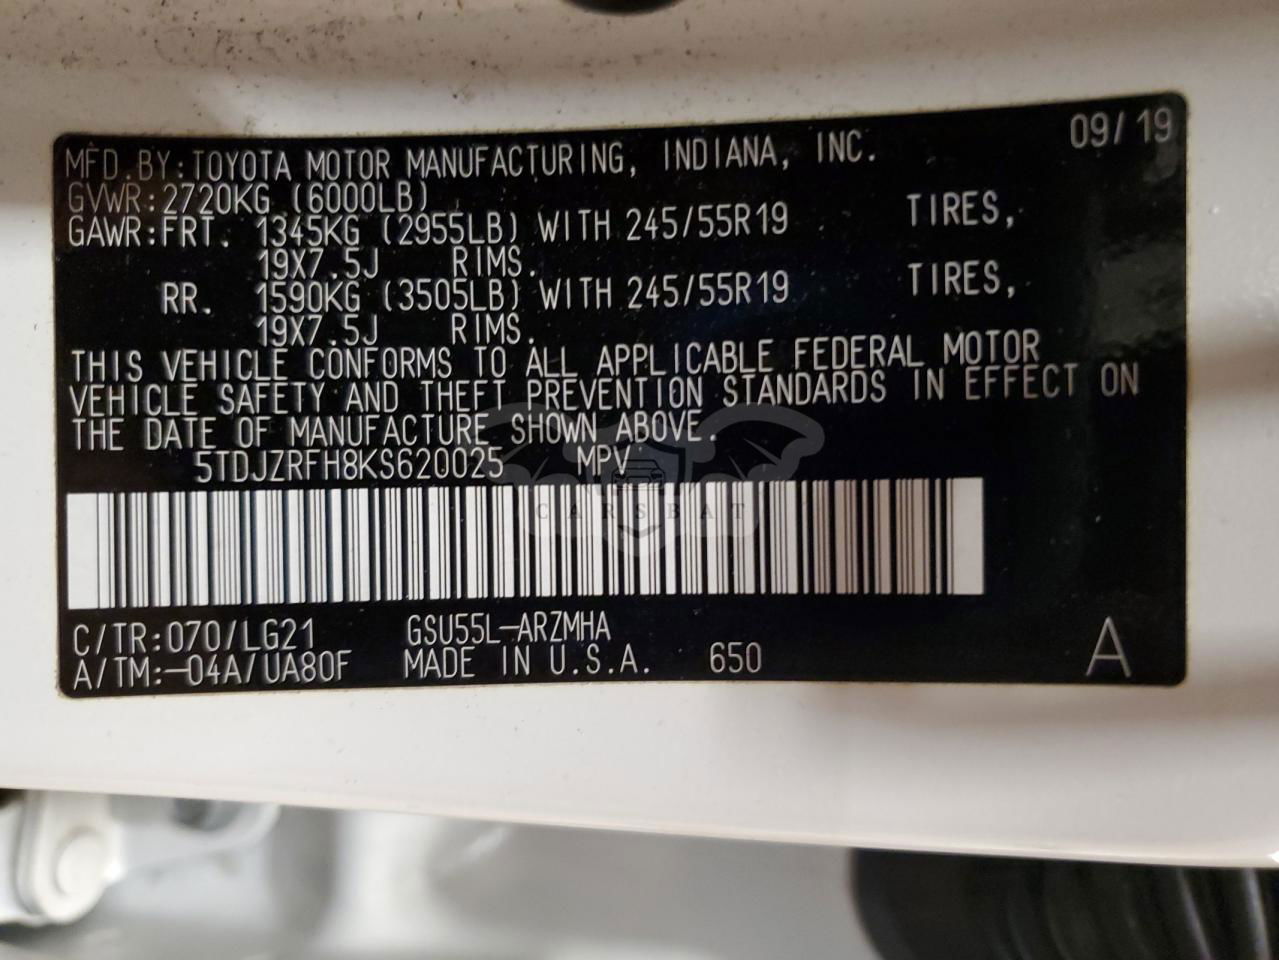 09/19
MFD.BY:TOYOTA MOTOR MANUFACTURING, INDIANA, INC.
GVWR:2720KG (6000LB)
GAWR:FRT. 1345KG (2955LB) WITH 245/55R19 TIRES,
19X7.5J RIMS.
RR. 1590KG (3505LB) WITH 245/55R19 TIRES,
19X7.5J RIMS.
THIS VEHICLE CONFORMS TO ALL APPLICABLE FEDERAL MOTOR
VEHICLE SAFETY AND THEFT PREVENTION STANDARDS IN EFFECT ON
THE DATE OF MANUFACTURE SHOWN ABOVE.
5TDJZRFH8KS620025 MPV
CARSBAT
C/TR:070/LG21 GSU55L-ARZMHA
A/TM:-04A/UA80F MADE IN U.S.A. 650 A